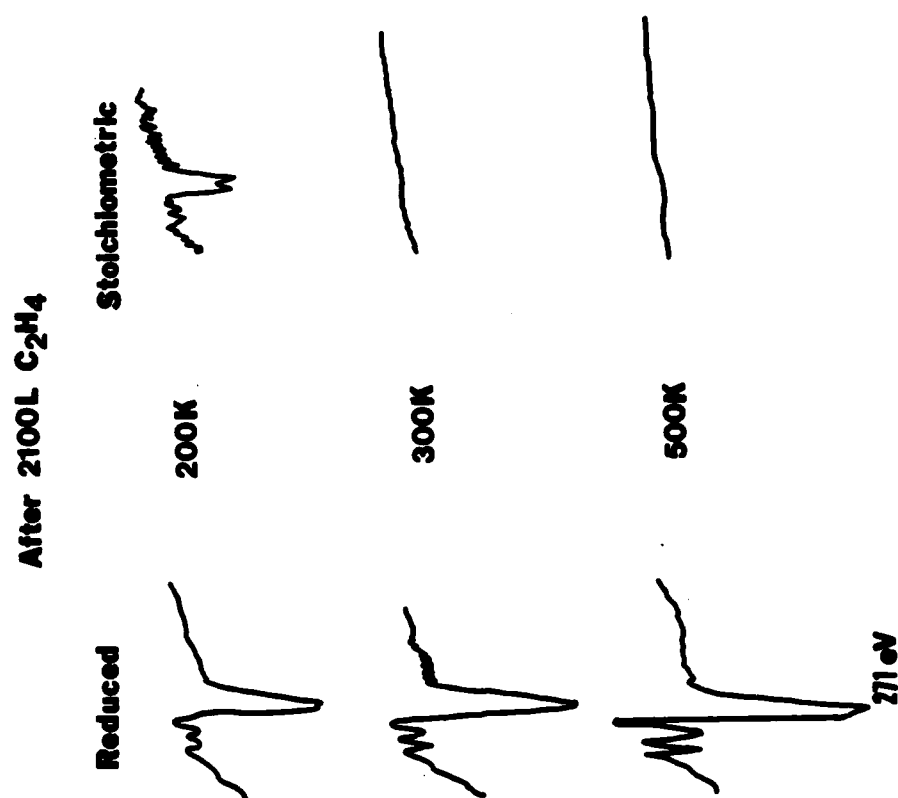 After 2100L C₂H₄
Reduced
Stoichiometric
200K
300K
500K
271 eV